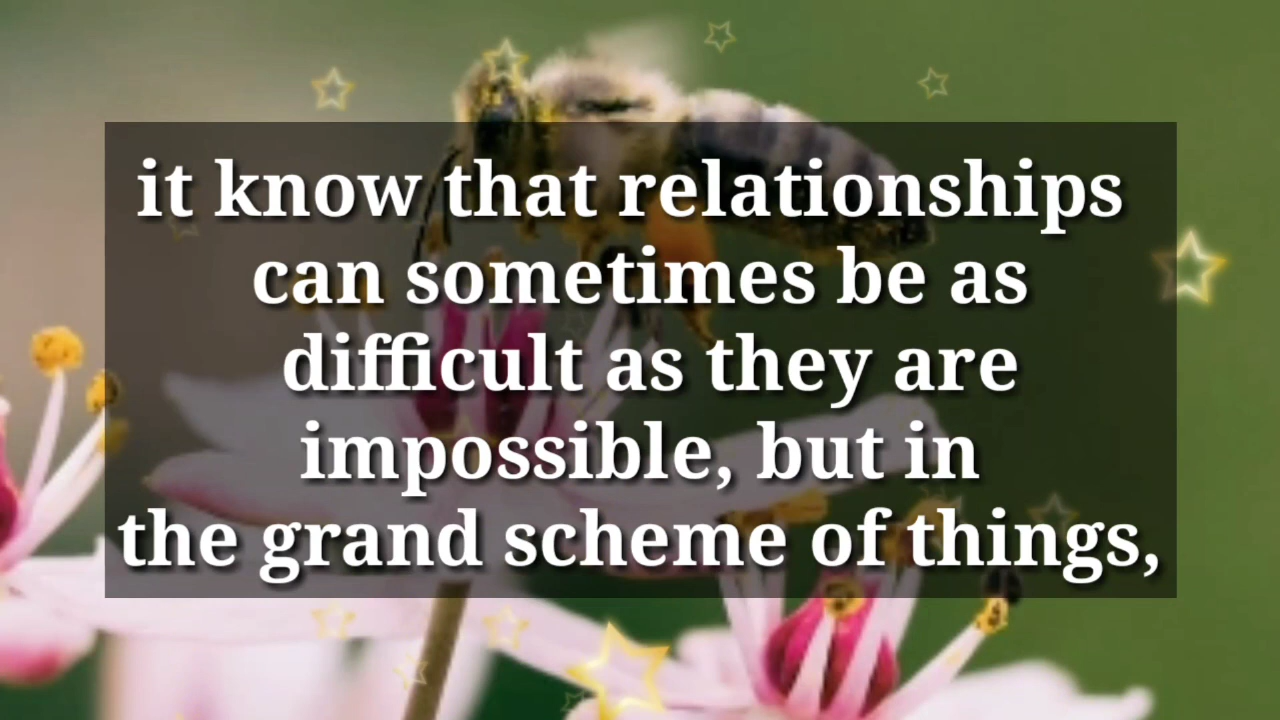 it know that relationships
can sometimes be as
difficult as they are
impossible, but in
the grand scheme of things,